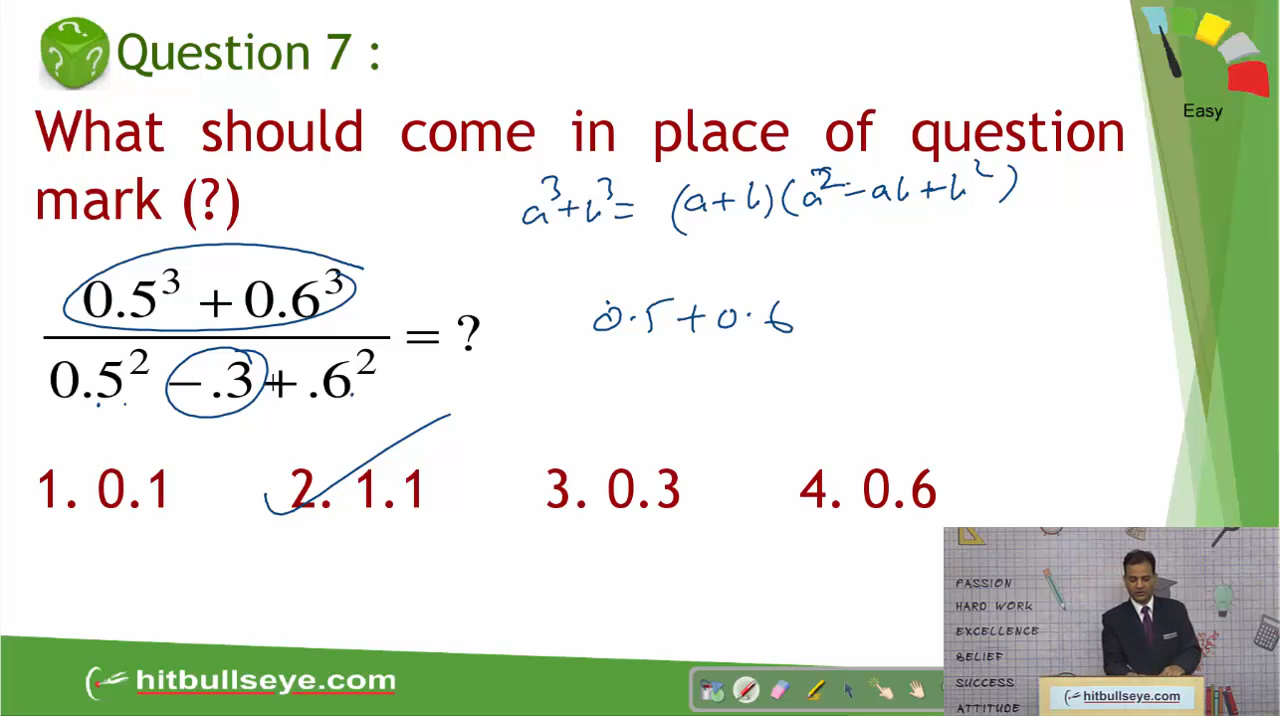 Question 7 :
Easy
What should come in place of question
mark (?)
a³+b³= (a+b)(a²-ab+b²)
0.5³ + 0.6³
0.5² - .3 + .6²
= ?
0.5+0.6
1. 0.1 2. 1.1 3. 0.3 4. 0.6
PASSION
HARD WORK
EXCELLENCE
BELIEF
SUCCESS
ATTITUDE
hitbullseye.com
hitbullseye.com